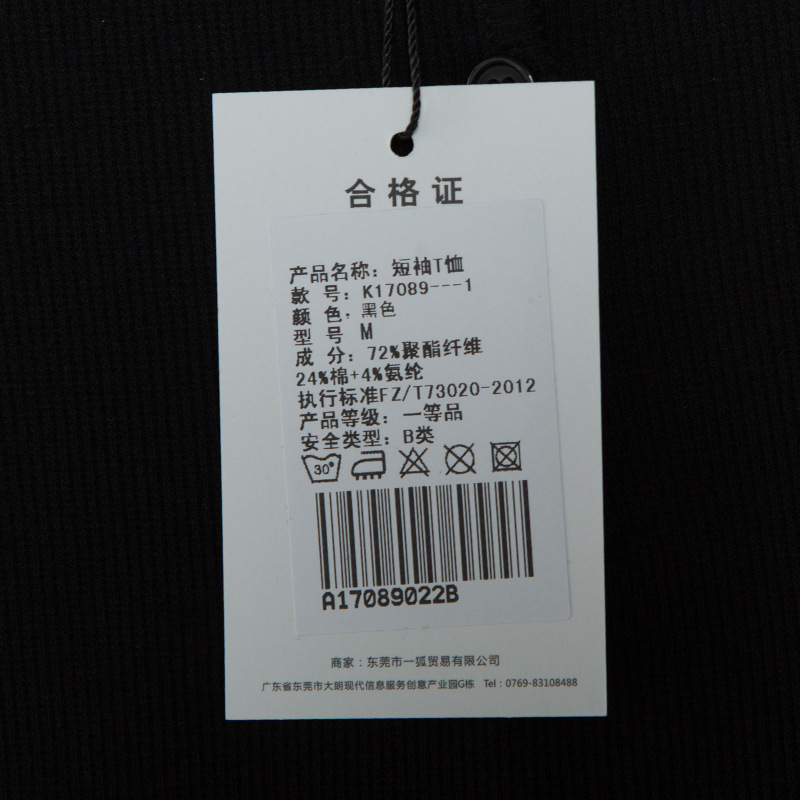 合格证
产品名称：短袖T恤
款 号：K17089---1
颜 色：黑色
型 号 M
成 分：72%聚酯纤维
24%棉+4%氨纶
执行标准FZ/T73020-2012
产品等级：一等品
安全类型：B类
30°
A17089022B
商家：东莞市一狐贸易有限公司
广东省东莞市大朗现代信息服务创意产业园G栋 Tel：0769-83108488